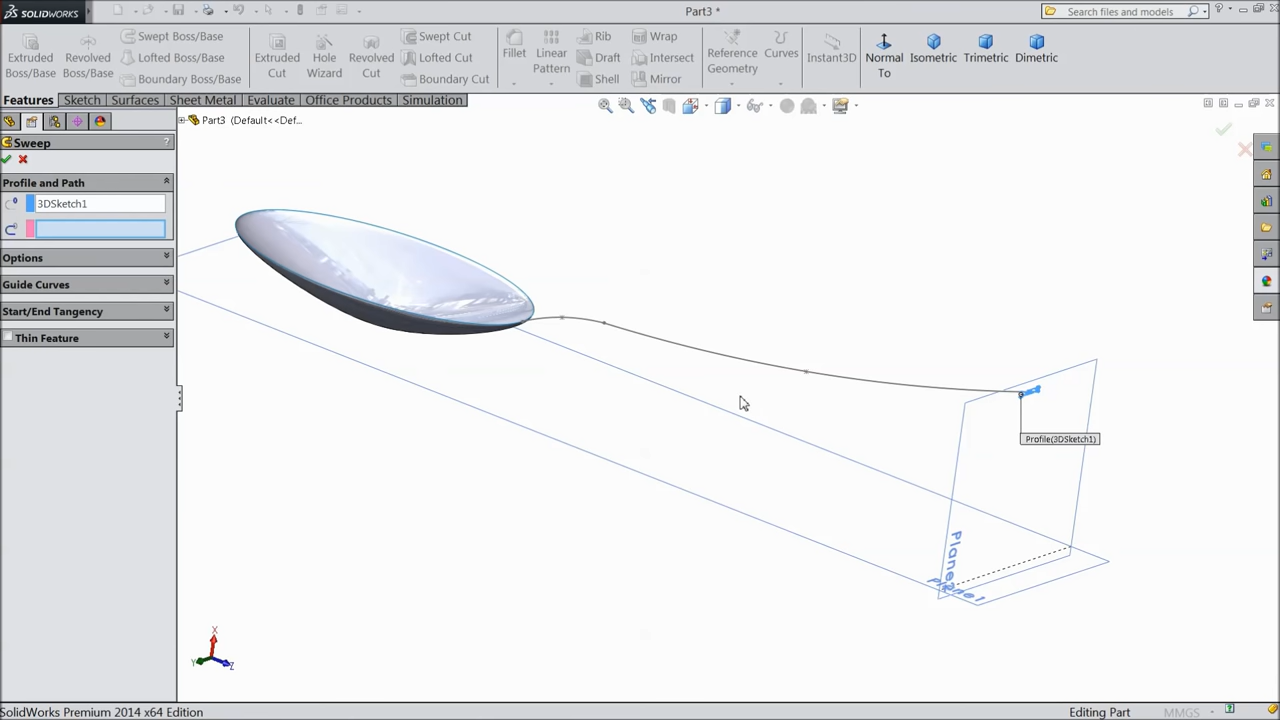 SOLIDWORKS
Part3 *
Search files and models
Extruded Boss/Base
Revolved Boss/Base
Swept Boss/Base
Lofted Boss/Base
Boundary Boss/Base
Extruded Cut
Hole Wizard
Revolved Cut
Swept Cut
Lofted Cut
Boundary Cut
Fillet
Linear Pattern
Rib
Draft
Shell
Wrap
Intersect
Mirror
Reference Geometry
Curves
Instant3D
Normal To
Isometric
Trimetric
Dimetric
Features
Sketch
Surfaces
Sheet Metal
Evaluate
Office Products
Simulation
Part3 (Default<<Def...
Sweep
?
Profile and Path
3DSketch1
Options
Guide Curves
Start/End Tangency
Thin Feature
Profile(3DSketch1)
Plane1
X
Y
Z
SolidWorks Premium 2014 x64 Edition
Editing Part
MMGS